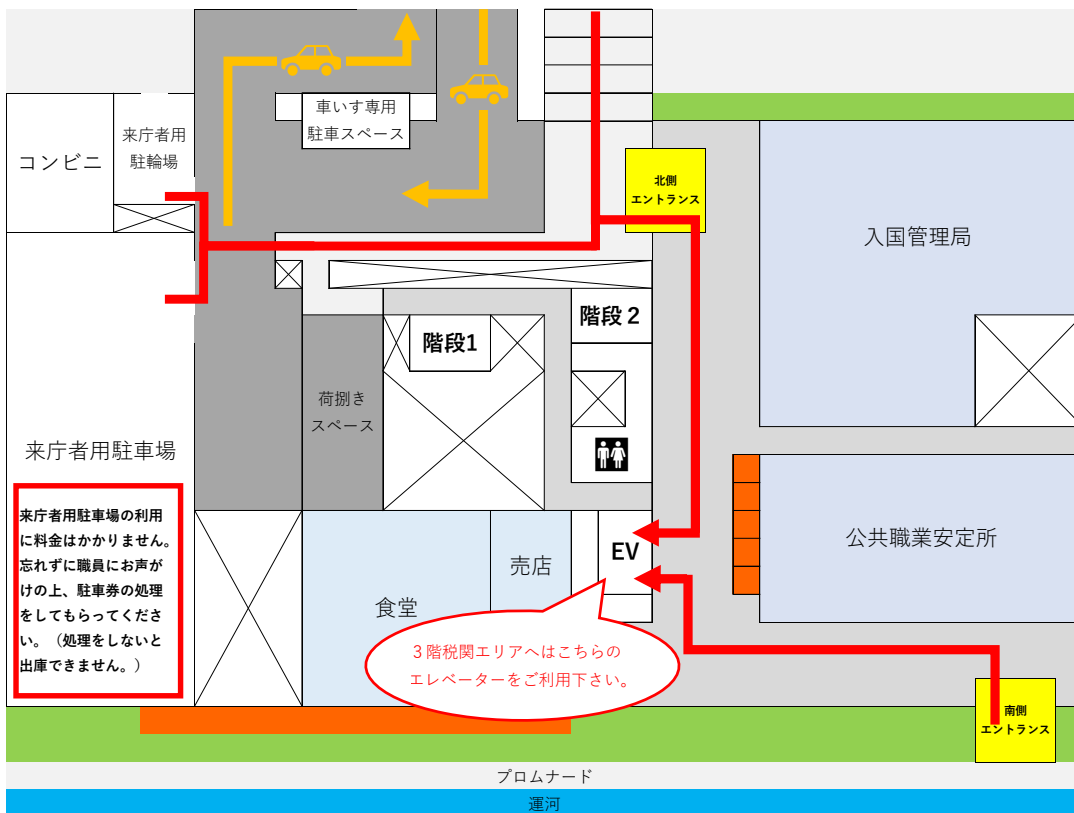 車いす専用
駐車スペース
コンビニ
来庁者用
駐輪場
北側
エントランス
入国管理局
階段２
階段1
荷捌き
スペース
来庁者用駐車場
来庁者用駐車場の利用
に料金はかかりません。
忘れずに職員にお声が
けの上、駐車券の処理
をしてもらってくださ
い。（処理をしないと
出庫できません。）
EV
公共職業安定所
売店
食堂
３階税関エリアへはこちらの
エレベーターをご利用下さい。
南側
エントランス
プロムナード
運河